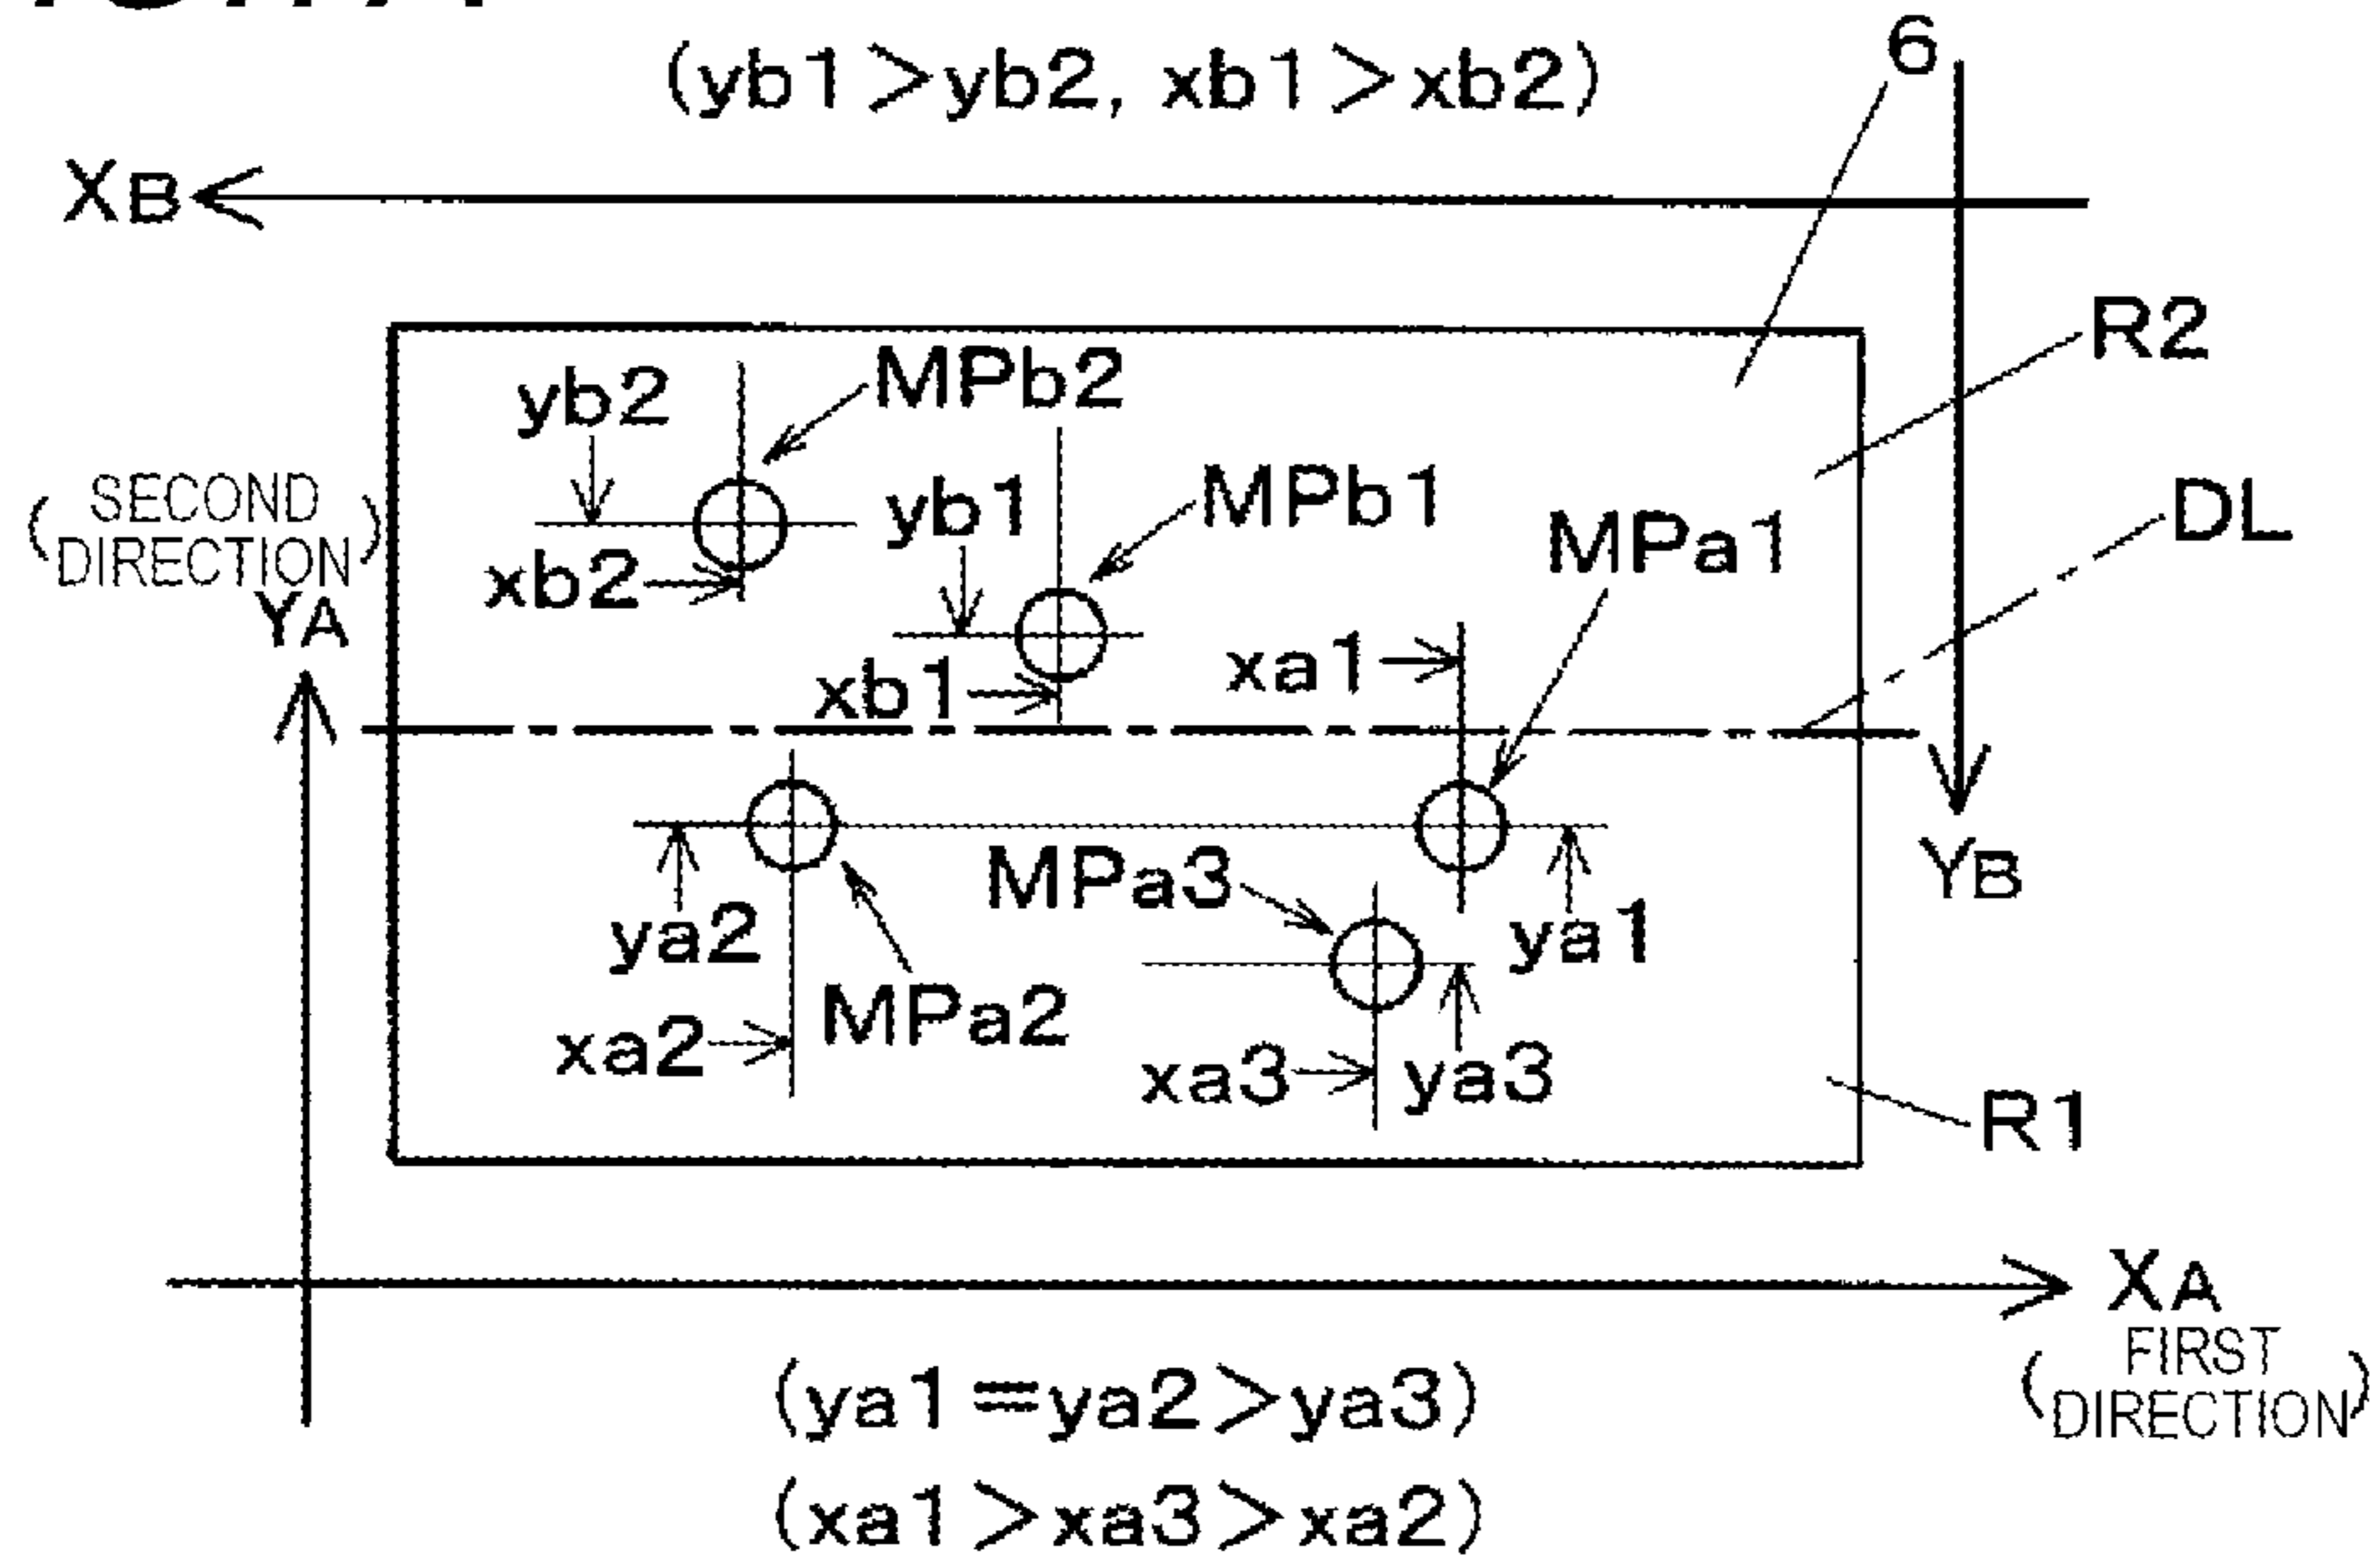 (yb1>yb2, xb1>xb2)
6
XB
R2
MPb2
yb2
MPb1
DL
(SECOND
DIRECTION)
yb1
MPa1
xb2
YA
xa1
xb1
YB
MPa3
ya2
ya1
MPa2
xa2
xa3
ya3
R1
XA
(FIRST
DIRECTION)
(ya1=ya2>ya3)
(xa1>xa3>xa2)